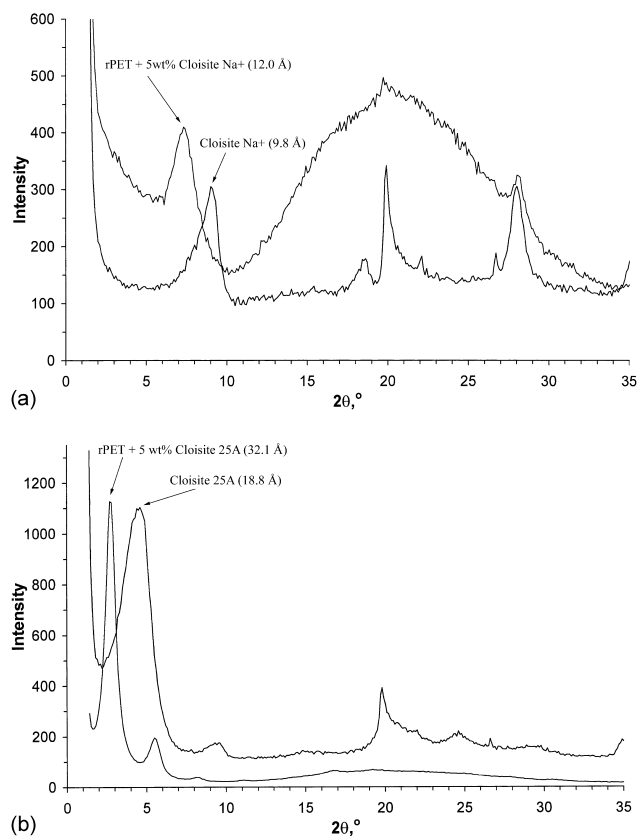 600
rPET + 5wt% Cloisite Na+ (12.0 Å)
500
Cloisite Na+ (9.8 Å)
400
Intensity
300
200
100
0
0 5 10 15 20 25 30 35
(a)
2θ,°
rPET + 5 wt% Cloisite 25A (32.1 Å)
Cloisite 25A (18.8 Å)
1200
1000
800
Intensity
600
400
200
0
0 5 10 15 20 25 30 35
(b)
2θ,°